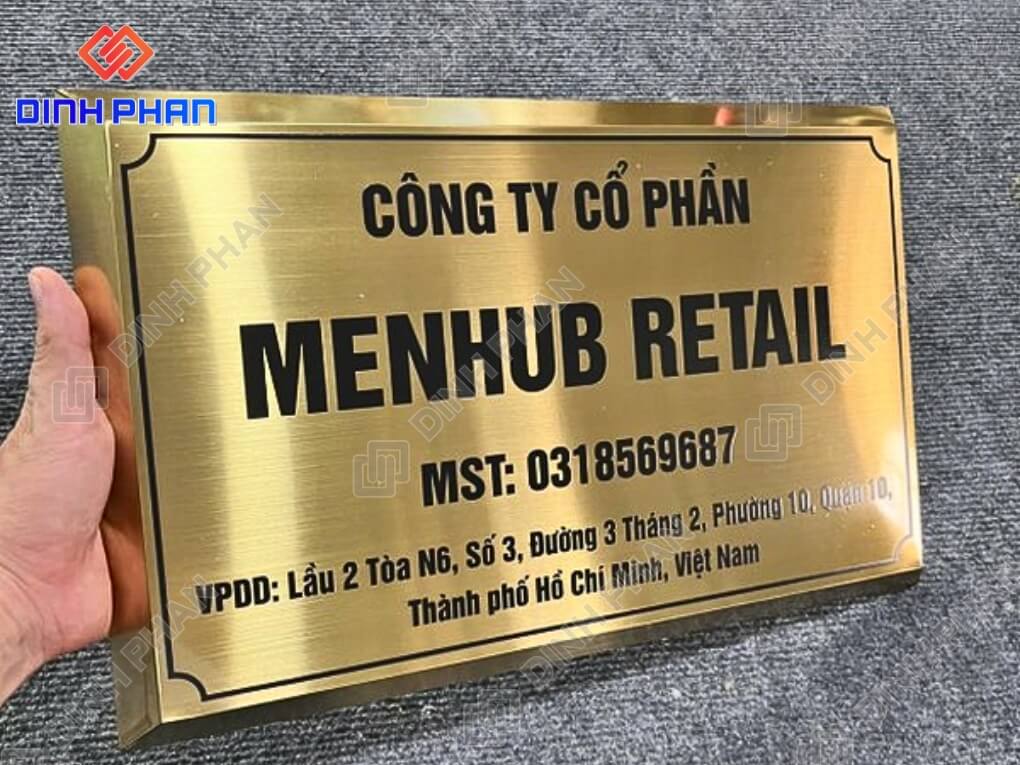 DINH PHAN
CÔNG TY CỔ PHẦN
MENHUB RETAIL
MST: 0318569687
VPDD: Lầu 2 Tòa N6, Số 3, Đường 3 Tháng 2, Phường 10, Quận 10,
Thành phố Hồ Chí Minh, Việt Nam